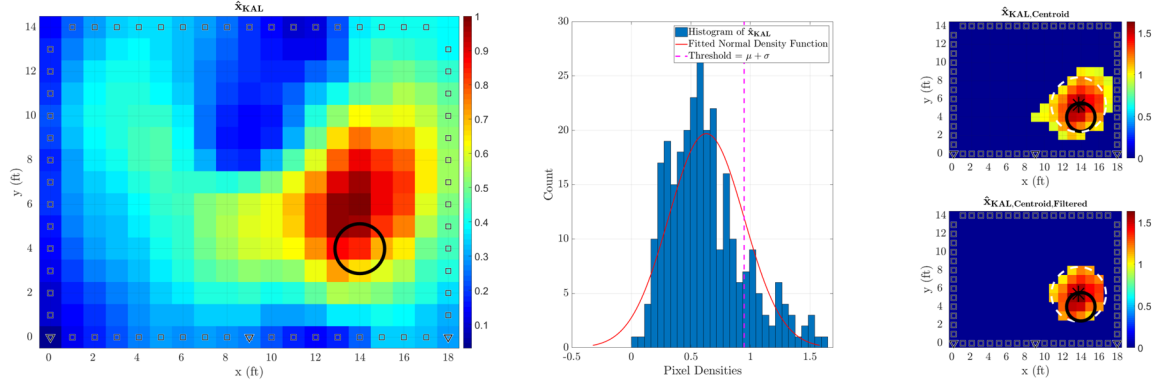 x̂KAL
14
12
10
8
6
4
2
0
y (ft)
0 2 4 6 8 10 12 14 16 18
x (ft)
1
0.9
0.8
0.7
0.6
0.5
0.4
0.3
0.2
0.1
30
25
20
15
10
5
0
Count
-0.5 0 0.5 1 1.5
Pixel Densities
Histogram of x̂KAL
Fitted Normal Density Function
Threshold = μ + σ
x̂KAL,Centroid
14
12
10
8
6
4
2
0
y (ft)
0 2 4 6 8 10 12 14 16 18
x (ft)
1.5
1
0.5
0
x̂KAL,Centroid,Filtered
14
12
10
8
6
4
2
0
y (ft)
0 2 4 6 8 10 12 14 16 18
x (ft)
1.5
1
0.5
0